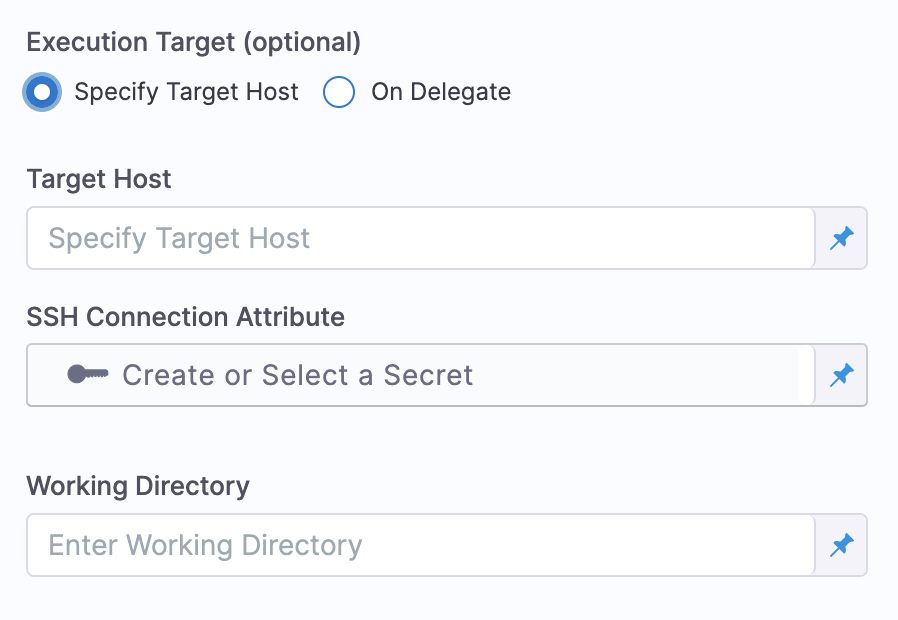 Execution Target (optional)
Specify Target Host On Delegate
Target Host
Specify Target Host
SSH Connection Attribute
Create or Select a Secret
Working Directory
Enter Working Directory